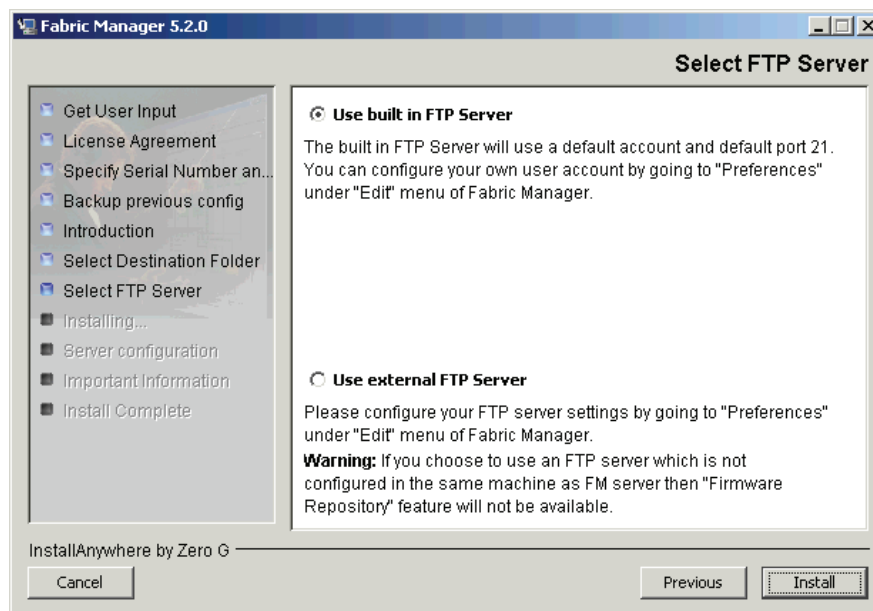 Fabric Manager 5.2.0
Select FTP Server
Get User Input
License Agreement
Specify Serial Number an...
Backup previous config
Introduction
Select Destination Folder
Select FTP Server
Installing...
Server configuration
Important Information
Install Complete
Use built in FTP Server
The built in FTP Server will use a default account and default port 21.
You can configure your own user account by going to "Preferences"
under "Edit" menu of Fabric Manager.
Use external FTP Server
Please configure your FTP server settings by going to "Preferences"
under "Edit" menu of Fabric Manager.
Warning: If you choose to use an FTP server which is not
configured in the same machine as FM server then "Firmware
Repository" feature will not be available.
InstallAnywhere by Zero G
Cancel
Previous
Install